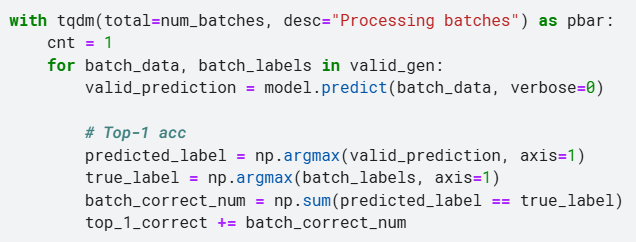 with tqdm(total=num_batches, desc="Processing batches") as pbar:
    cnt = 1
    for batch_data, batch_labels in valid_gen:
        valid_prediction = model.predict(batch_data, verbose=0)

        # Top-1 acc
        predicted_label = np.argmax(valid_prediction, axis=1)
        true_label = np.argmax(batch_labels, axis=1)
        batch_correct_num = np.sum(predicted_label == true_label)
        top_1_correct += batch_correct_num